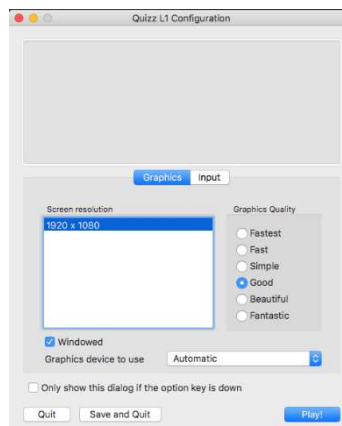 Quizz L1 Configuration
Graphics Input
Screen resolution
1920 x 1080
Graphics Quality
Fastest
Fast
Simple
Good
Beautiful
Fantastic
Windowed
Graphics device to use Automatic
Only show this dialog if the option key is down
Quit Save and Quit Play!